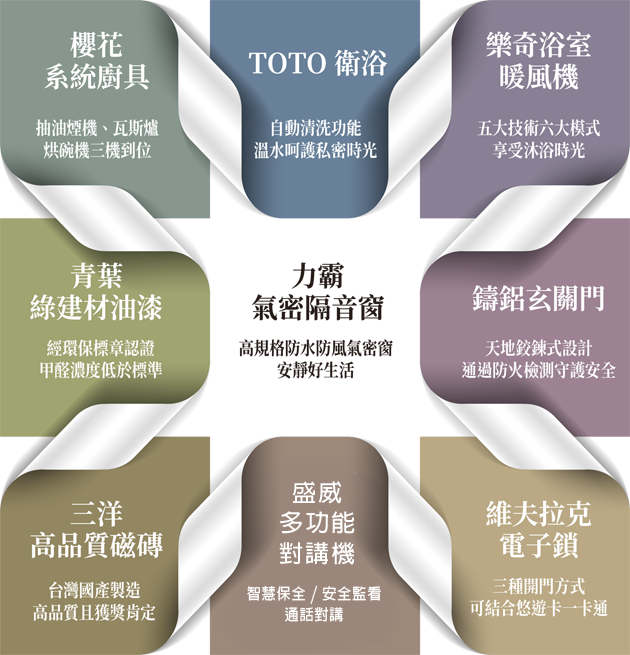 櫻花
系統廚具
抽油煙機、瓦斯爐
烘碗機三機到位
TOTO 衛浴
自動清洗功能
溫水呵護私密時光
樂奇浴室
暖風機
五大技術六大模式
享受沐浴時光
青葉
綠建材油漆
經環保標章認證
甲醛濃度低於標準
力霸
氣密隔音窗
高規格防水防風氣密窗
安靜好生活
鑄鋁玄關門
天地鉸鍊式設計
通過防火檢測守護安全
三洋
高品質磁磚
台灣國產製造
高品質且獲獎肯定
盛威
多功能
對講機
智慧保全 / 安全監看
通話對講
維夫拉克
電子鎖
三種開門方式
可結合悠遊卡一卡通